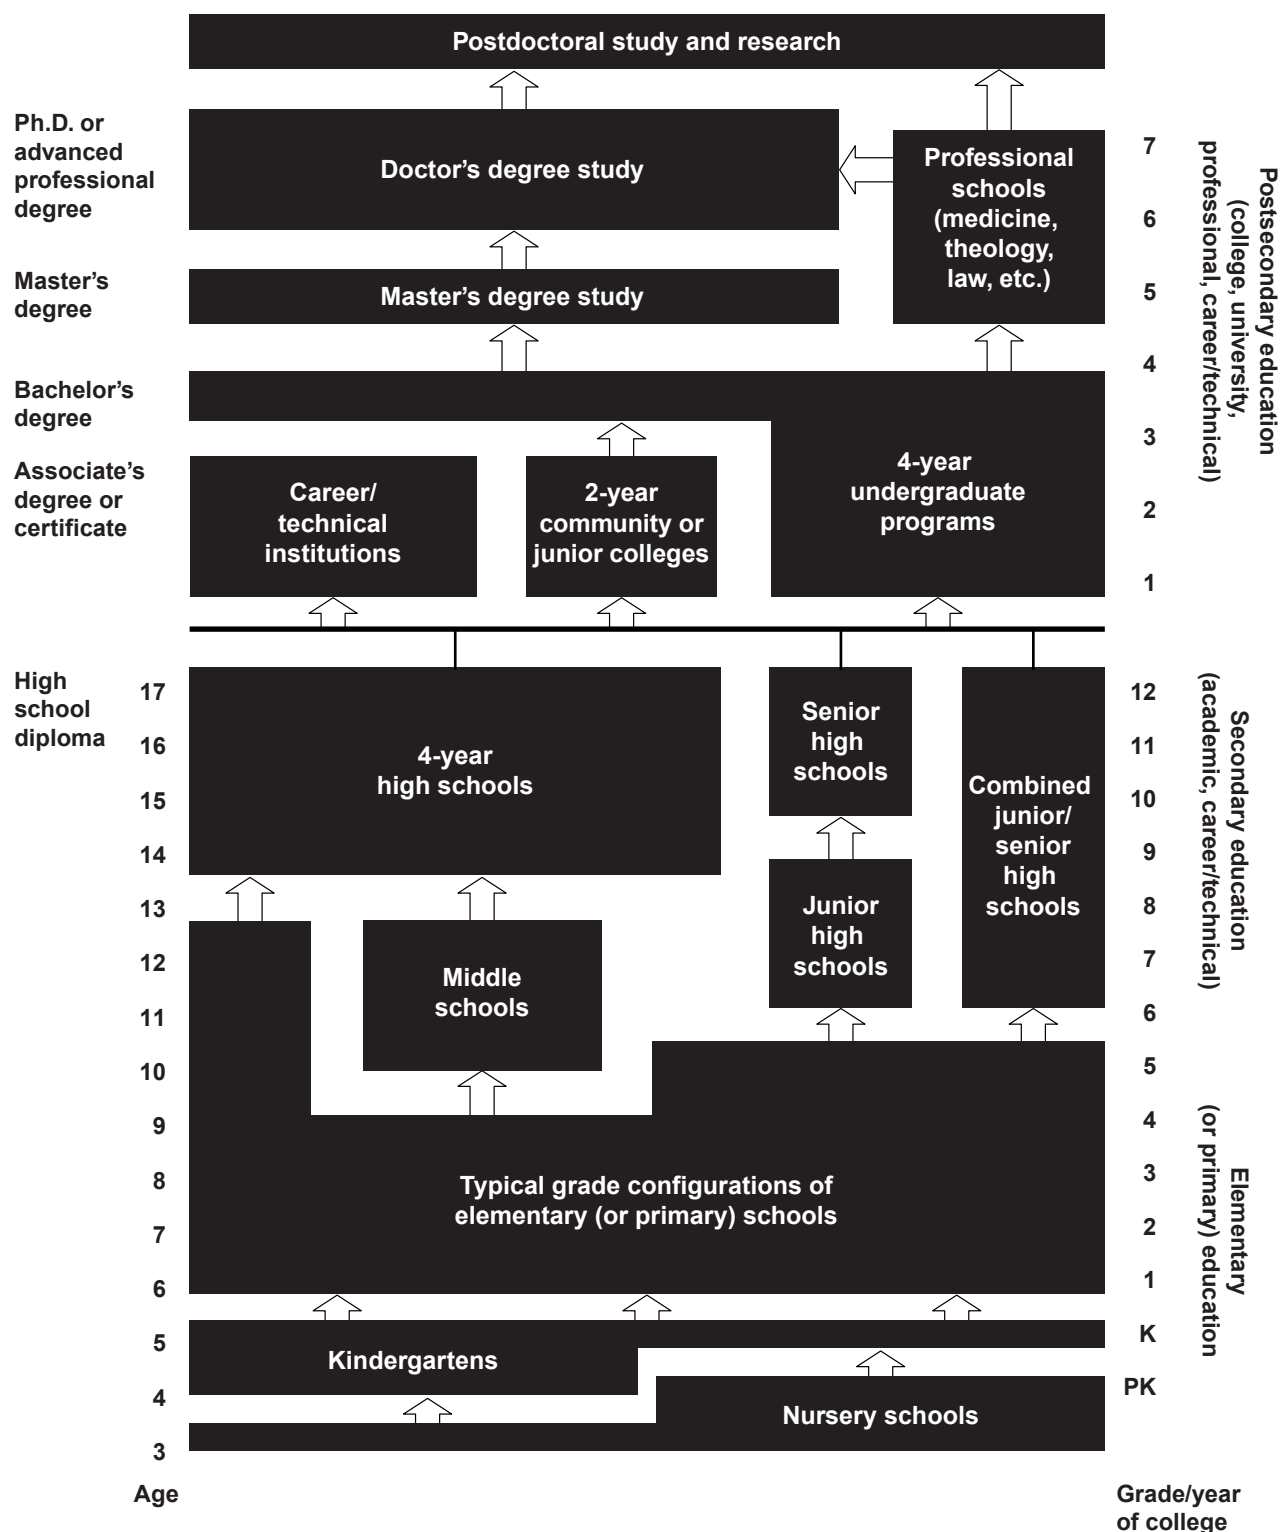 Postdoctoral study and research
Ph.D. or
advanced
professional
degree
Doctor’s degree study
Professional
schools
(medicine,
theology,
law, etc.)
7
6
5
Master’s
degree
Master’s degree study
Bachelor’s
degree
4
3
2
1
Associate’s
degree or
certificate
Career/
technical
institutions
2-year
community or
junior colleges
4-year
undergraduate
programs
Postsecondary education
(college, university,
professional, career/technical)
High
school
diploma
17
16
15
14
13
12
11
10
9
8
7
6
5
4
3
4-year
high schools
Senior
high
schools
Combined
junior/
senior
high
schools
Junior
high
schools
Middle
schools
12
11
10
9
8
7
6
5
4
3
2
1
K
PK
Secondary education
(academic, career/technical)
Typical grade configurations of
elementary (or primary) schools
Elementary
(or primary) education
Kindergartens
Nursery schools
Age
Grade/year
of college